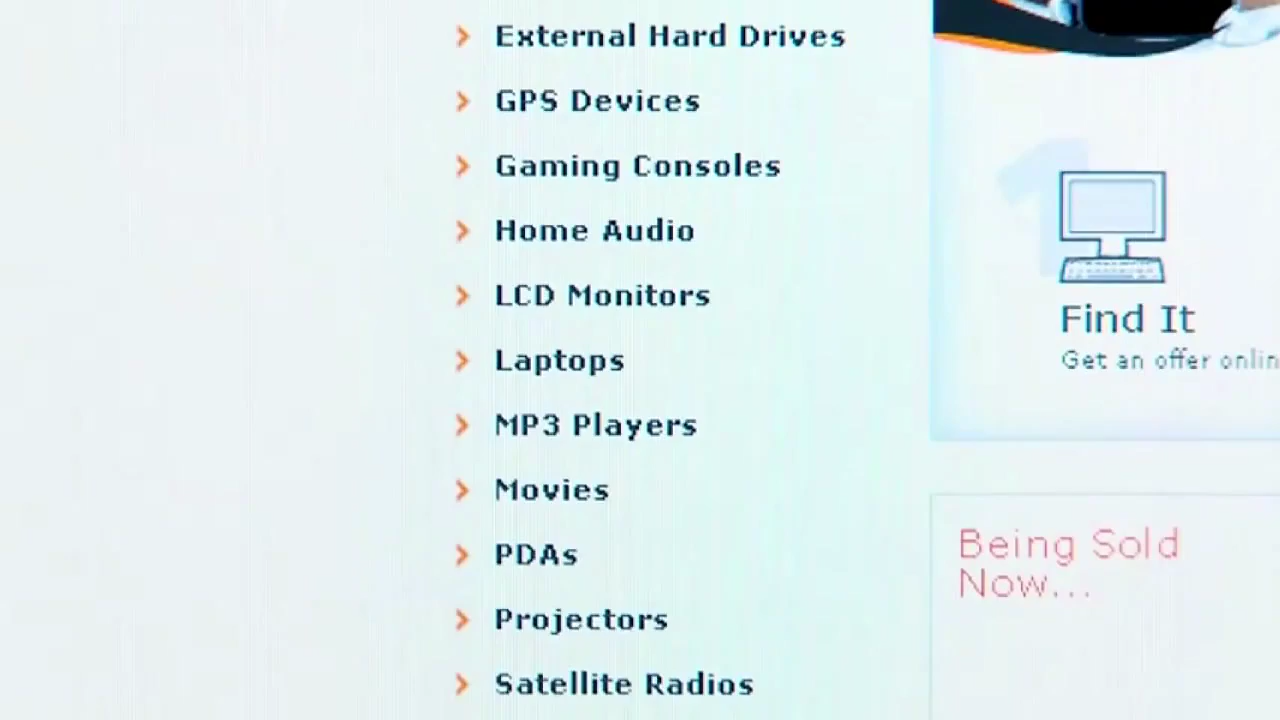 External Hard Drives
GPS Devices
Gaming Consoles
Home Audio
LCD Monitors
Laptops
MP3 Players
Movies
PDAs
Projectors
Satellite Radios
1
Find It
Get an offer onlin
Being Sold
Now...